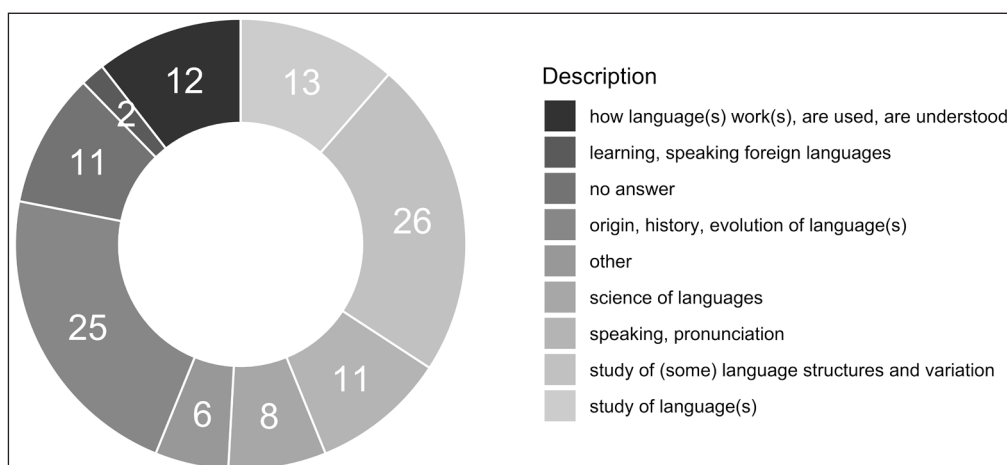 12
13
2
11
26
25
11
6
8
Description
how language(s) work(s), are used, are understood
learning, speaking foreign languages
no answer
origin, history, evolution of language(s)
other
science of languages
speaking, pronunciation
study of (some) language structures and variation
study of language(s)